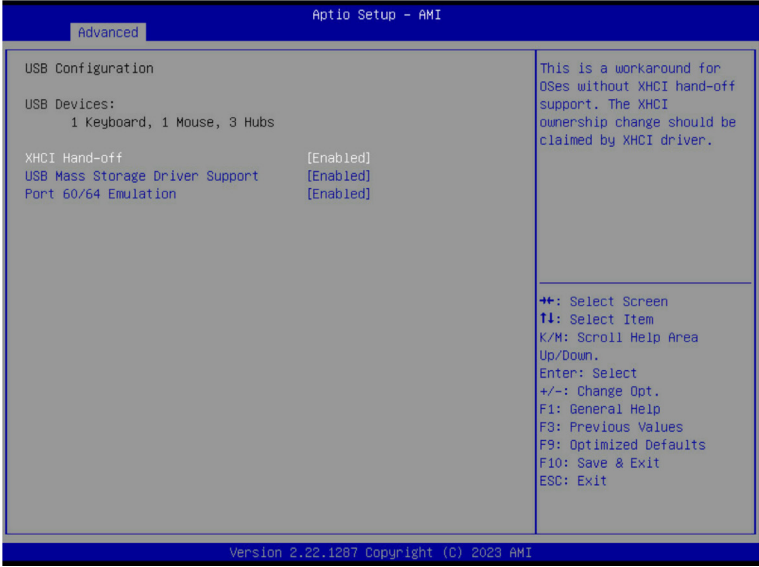 Aptio Setup – AMI
Advanced
USB Configuration
USB Devices:
1 Keyboard, 1 Mouse, 3 Hubs
XHCI Hand-off [Enabled]
USB Mass Storage Driver Support [Enabled]
Port 60/64 Emulation [Enabled]
This is a workaround for
OSes without XHCI hand-off
support. The XHCI
ownership change should be
claimed by XHCI driver.
→←: Select Screen
↑↓: Select Item
K/M: Scroll Help Area
Up/Down.
Enter: Select
+/-: Change Opt.
F1: General Help
F3: Previous Values
F9: Optimized Defaults
F10: Save & Exit
ESC: Exit
Version 2.22.1287 Copyright (C) 2023 AMI